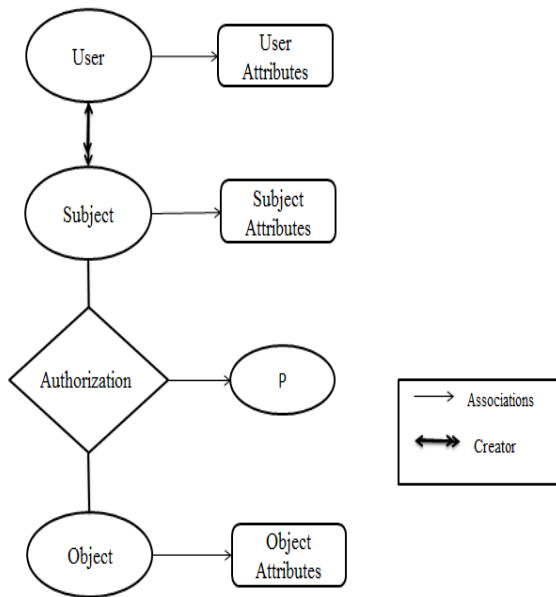 User
User
Attributes
Subject
Subject
Attributes
Authorization
P
Associations
Creator
Object
Object
Attributes